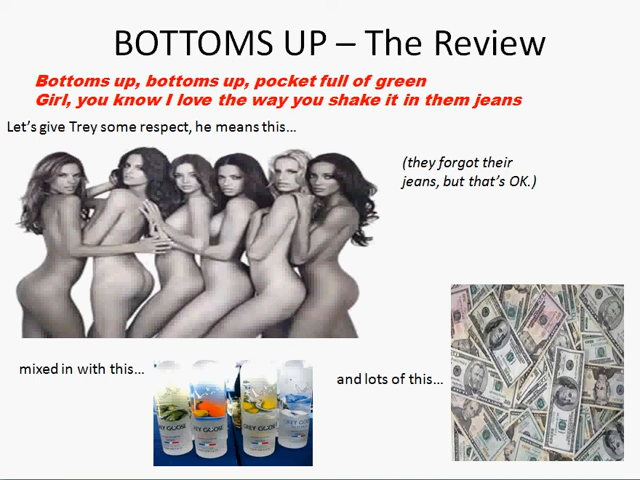 BOTTOMS UP – The Review
Bottoms up, bottoms up, pocket full of green
Girl, you know I love the way you shake it in them jeans
Let's give Trey some respect, he means this...
(they forgot their
jeans, but that's OK.)
mixed in with this...
GREY GOOSE
and lots of this...